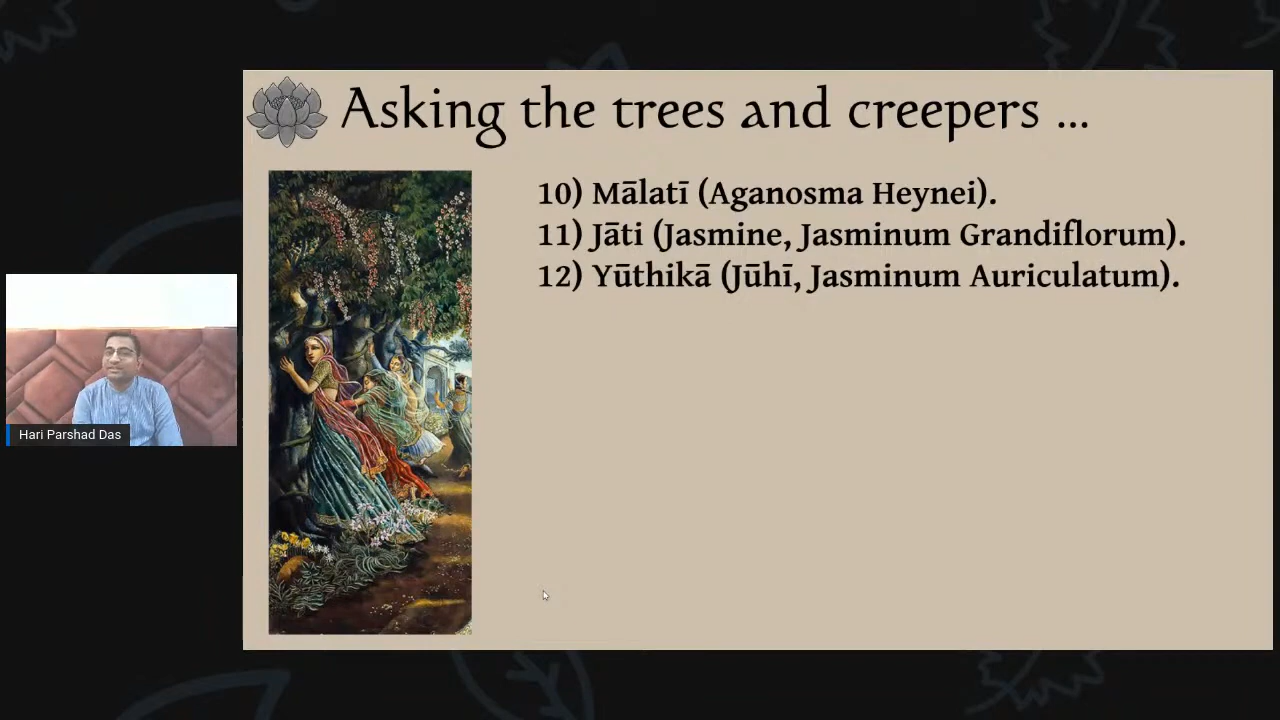 Asking the trees and creepers ...
10) Mālatī (Aganosma Heynei).
11) Jāti (Jasmine, Jasminum Grandiflorum).
12) Yūthikā (Jūhī, Jasminum Auriculatum).
Hari Parshad Das